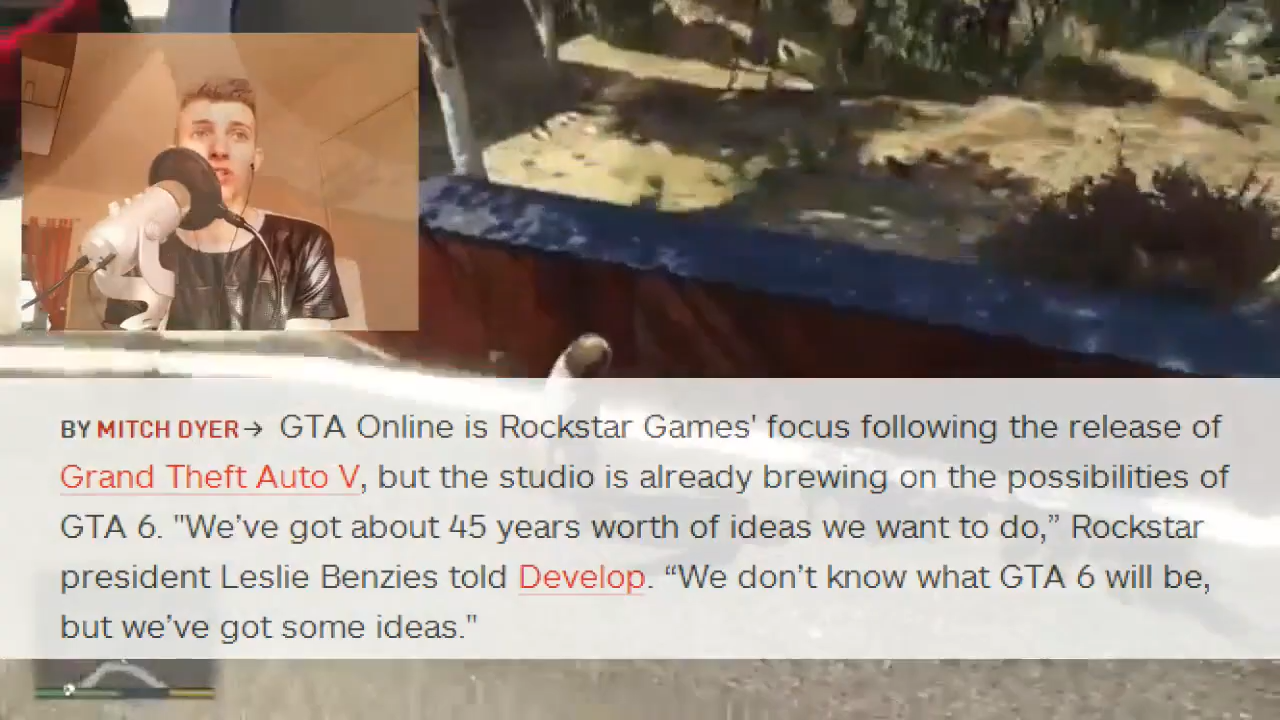 BY MITCH DYER→ GTA Online is Rockstar Games' focus following the release of
Grand Theft Auto V, but the studio is already brewing on the possibilities of
GTA 6. "We’ve got about 45 years worth of ideas we want to do,” Rockstar
president Leslie Benzies told Develop. “We don’t know what GTA 6 will be,
but we’ve got some ideas."